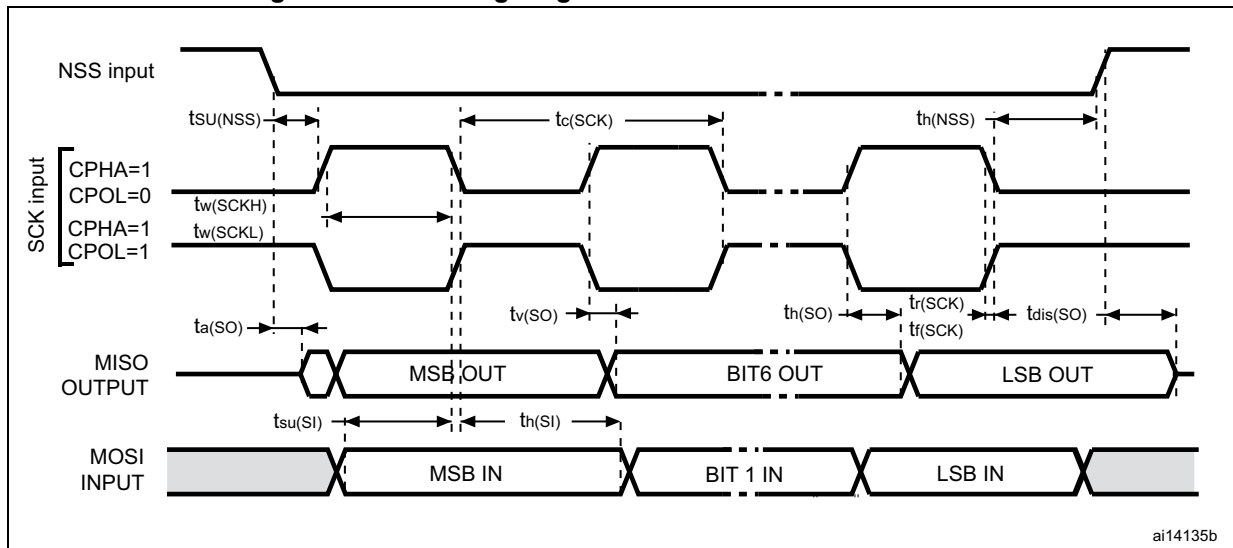 NSS input
tSU(NSS)
tc(SCK)
th(NSS)
SCK input
CPHA=1
CPOL=0
tw(SCKH)
CPHA=1
tw(SCKL)
CPOL=1
ta(SO)
tv(SO)
th(SO)
tr(SCK)
tf(SCK)
tdis(SO)
MISO
OUTPUT
MSB OUT
BIT6 OUT
LSB OUT
tsu(SI)
th(SI)
MOSI
INPUT
MSB IN
BIT 1 IN
LSB IN
ai14135b